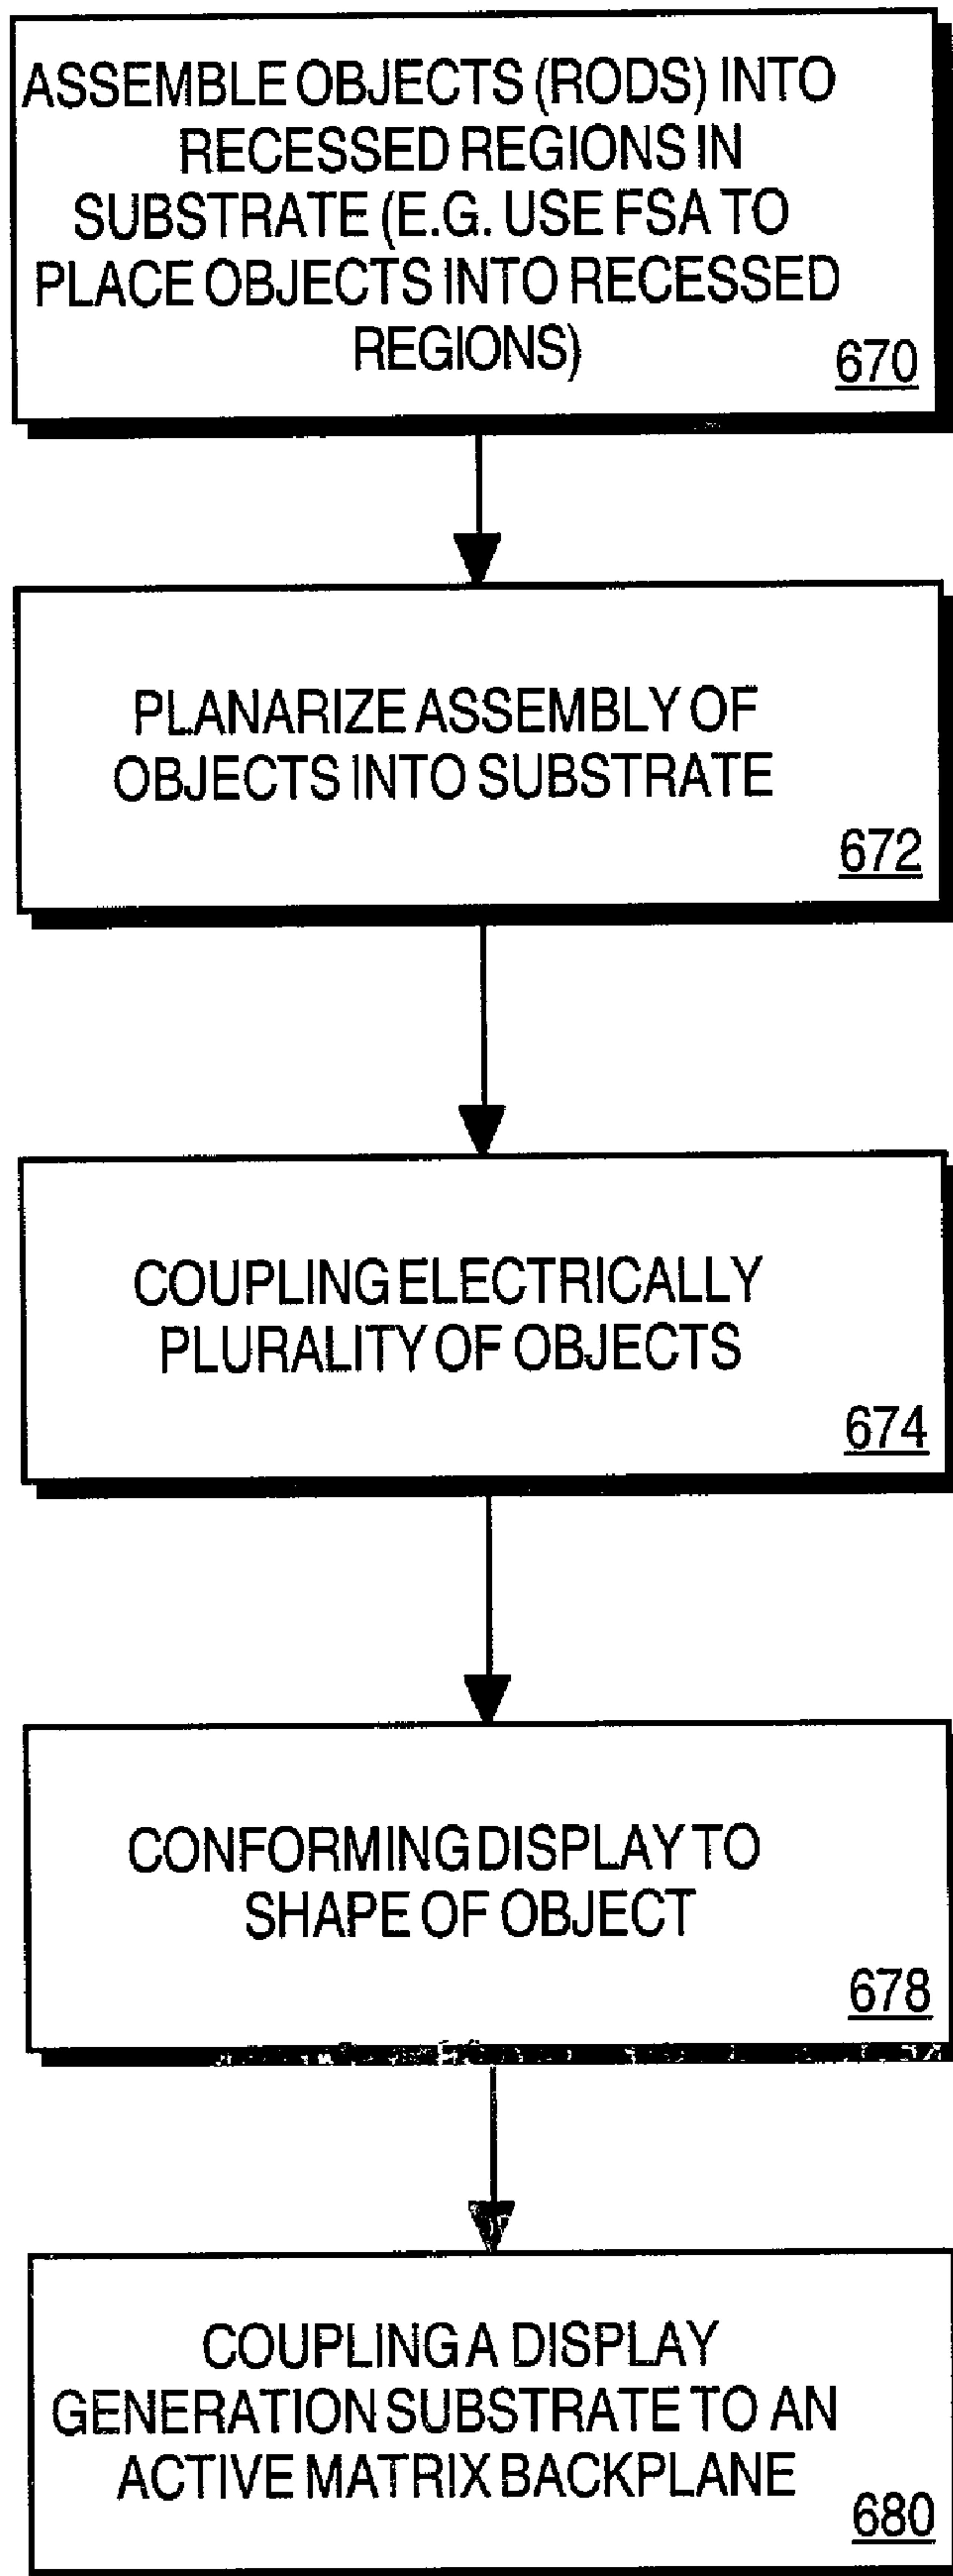 ASSEMBLE OBJECTS (RODS) INTO
RECESSED REGIONS IN
SUBSTRATE (E.G. USE FSA TO
PLACE OBJECTS INTO RECESSED
REGIONS)
670
PLANARIZE ASSEMBLY OF
OBJECTS INTO SUBSTRATE
672
COUPLING ELECTRICALLY
PLURALITY OF OBJECTS
674
CONFORMING DISPLAY TO
SHAPE OF OBJECT
678
COUPLING A DISPLAY
GENERATION SUBSTRATE TO AN
ACTIVE MATRIX BACKPLANE
680